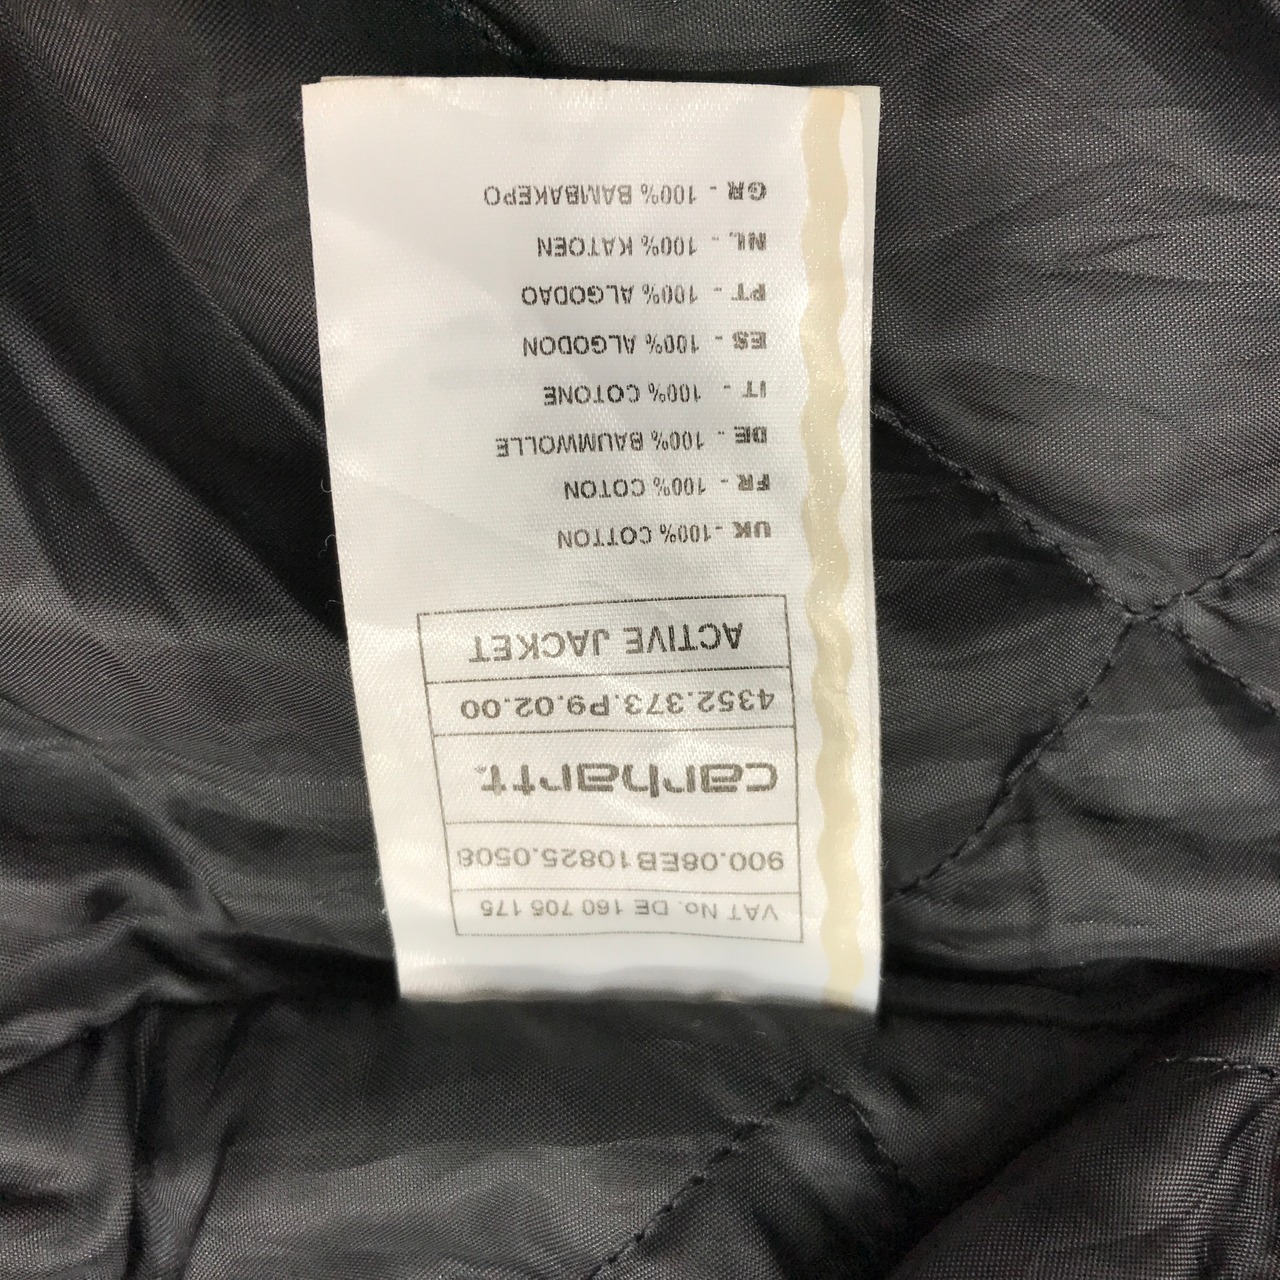 VAT No. DE 160 705 175
900.08EB10825.0508
carhartt.
4352.373.P9.02.00
ACTIVE JACKET
UK -100% COTTON
FR - 100% COTON
DE - 100% BAUMWOLLE
IT - 100% COTONE
ES - 100% ALGODON
PT - 100% ALGODAO
NL - 100% KATOEN
GR - 100% BAMBAKEPO